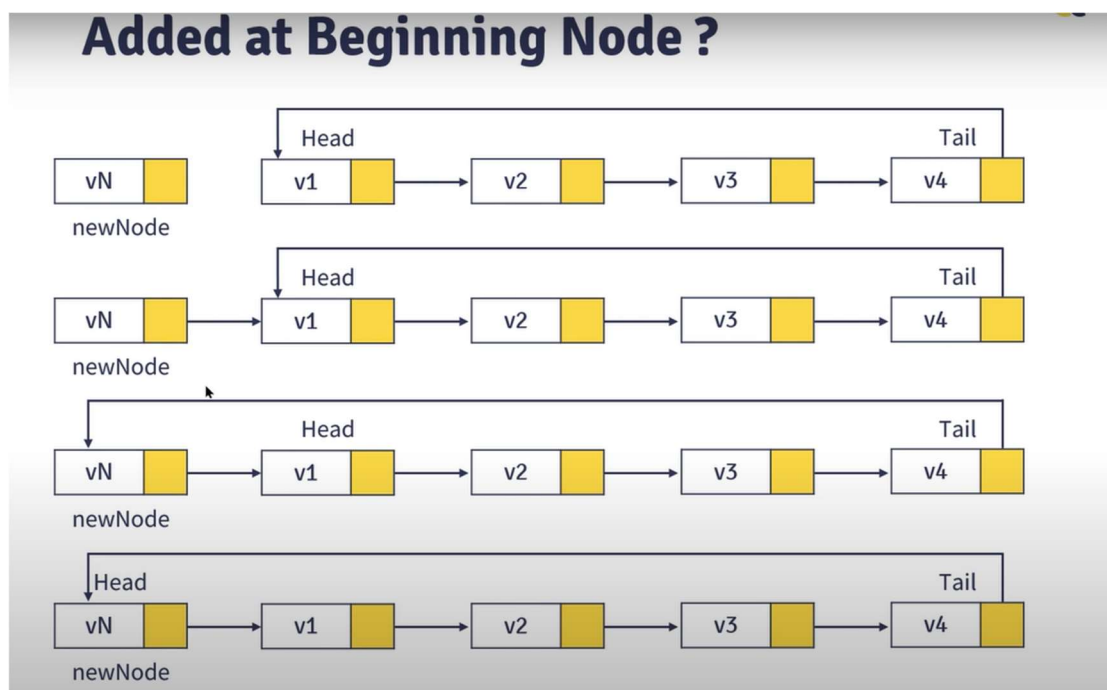 Added at Beginning Node ?
Head Tail
vN v1 v2 v3 v4
newNode
Head Tail
vN v1 v2 v3 v4
newNode
Head Tail
vN v1 v2 v3 v4
newNode
Head Tail
vN v1 v2 v3 v4
newNode